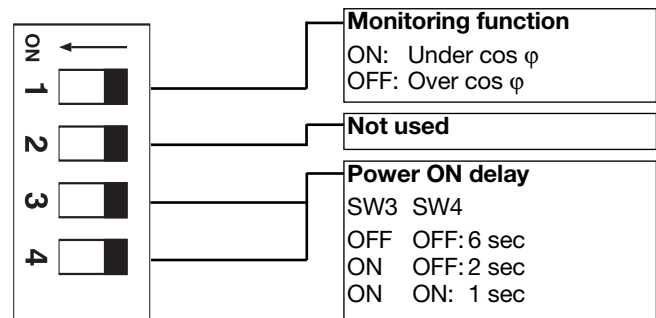 ON
1
2
3
4
Monitoring function
ON: Under cos φ
OFF: Over cos φ
Not used
Power ON delay
SW3 SW4
OFF OFF: 6 sec
ON OFF: 2 sec
ON ON: 1 sec